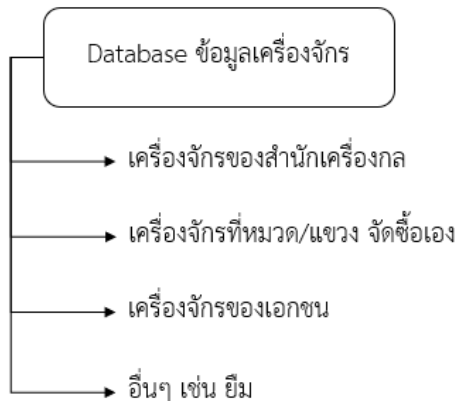 Database ข้อมูลเครื่องจักร
เครื่องจักรของสำนักเครื่องกล
เครื่องจักรที่หมวด/แขวง จัดซื้อเอง
เครื่องจักรของเอกชน
อื่นๆ เช่น ยืม